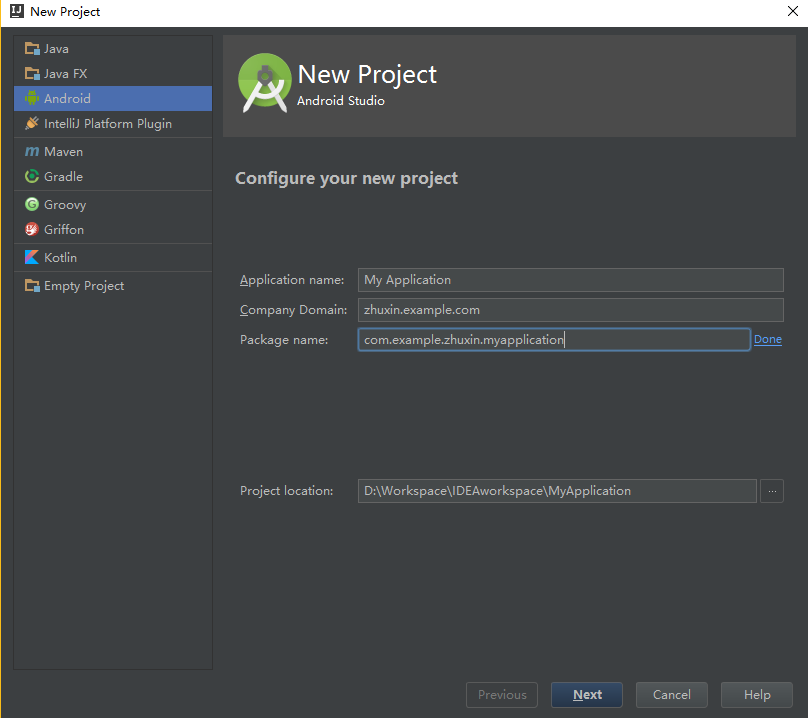 New Project
Java
Java FX
Android
IntelliJ Platform Plugin
Maven
Gradle
Groovy
Griffon
Kotlin
Empty Project
New Project
Android Studio
Configure your new project
Application name: My Application
Company Domain: zhuxin.example.com
Package name: com.example.zhuxin.myapplication Done
Project location: D:\Workspace\IDEAworkspace\MyApplication ...
Previous Next Cancel Help